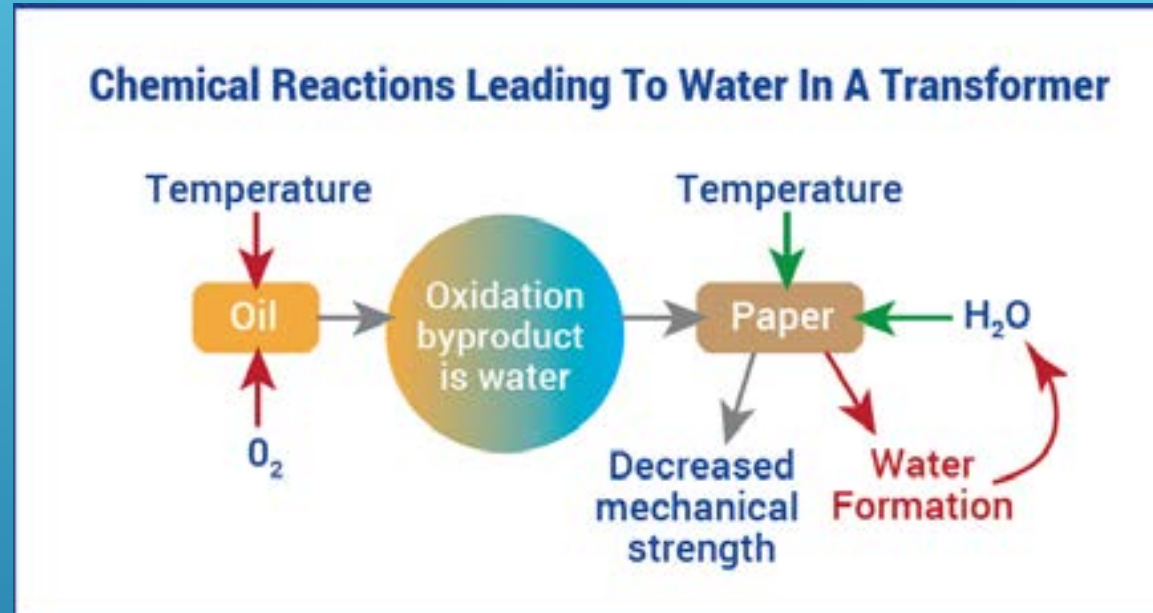 Chemical Reactions Leading To Water In A Transformer
Temperature
Temperature
Oil
Oxidation
byproduct
is water
Paper
H₂O
0₂
Decreased
mechanical
strength
Water
Formation